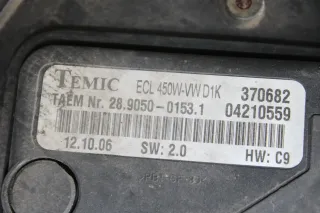 TEMIC ECL 450W-VW D1K 370682
TAEM Nr. 28.9050-0153.1 04210559
12.10.06 SW: 2.0 HW: C9